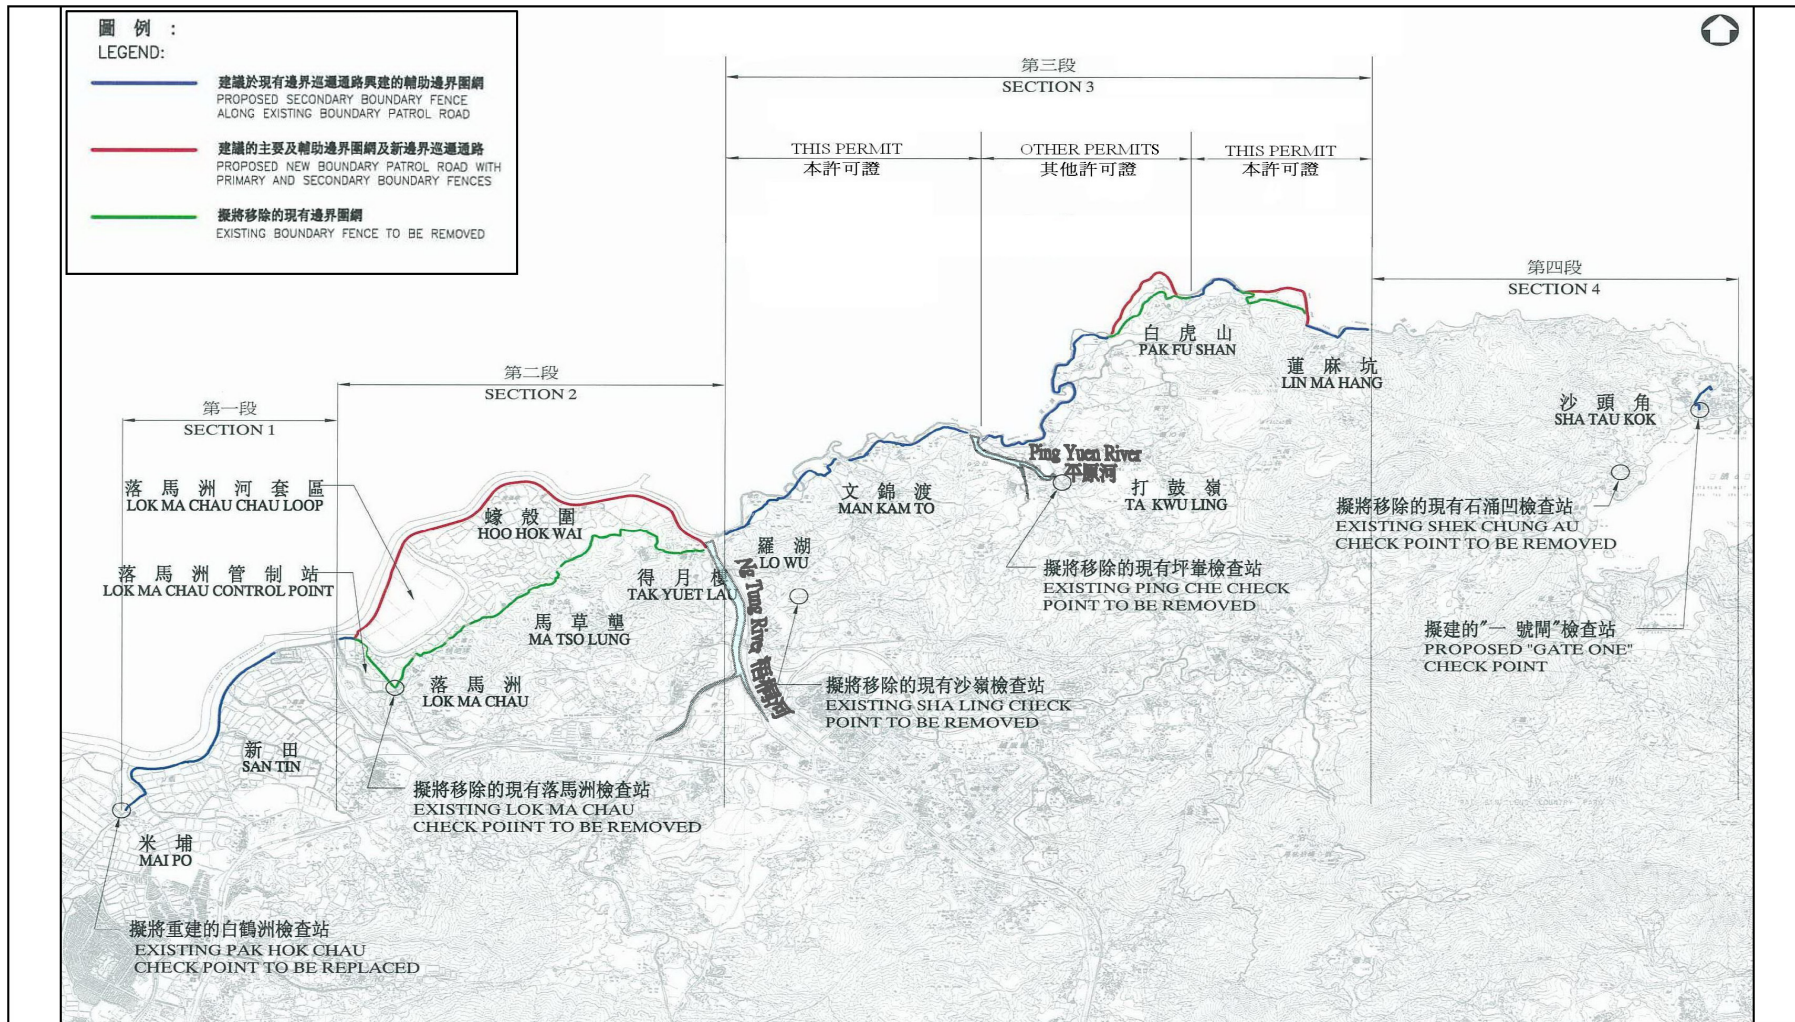 圖 例 :
LEGEND:
建議於現有邊界巡邏通路興建的輔助邊界圍網
PROPOSED SECONDARY BOUNDARY FENCE
ALONG EXISTING BOUNDARY PATROL ROAD
建議的主要及輔助邊界圍網及新邊界巡邏通路
PROPOSED NEW BOUNDARY PATROL ROAD WITH
PRIMARY AND SECONDARY BOUNDARY FENCES
擬將移除的現有邊界圍網
EXISTING BOUNDARY FENCE TO BE REMOVED
第三段
SECTION 3
THIS PERMIT
本許可證
OTHER PERMITS
其他許可證
THIS PERMIT
本許可證
第四段
SECTION 4
第二段
SECTION 2
第一段
SECTION 1
白 虎 山
PAK FU SHAN
蓮 麻 坑
LIN MA HANG
沙 頭 角
SHA TAU KOK
落 馬 洲 河 套 區
LOK MA CHAU CHAU LOOP
蠔 殼 圍
HOO HOK WAI
文 錦 渡
MAN KAM TO
Ping Yuen River
平原河
打 鼓 嶺
TA KWU LING
擬將移除的現有石涌凹檢查站
EXISTING SHEK CHUNG AU
CHECK POINT TO BE REMOVED
落 馬 洲 管 制 站
LOK MA CHAU CONTROL POINT
得 月 樓
TAK YUET LAU
羅 湖
LO WU
擬將移除的現有坪輋檢查站
EXISTING PING CHE CHECK
POINT TO BE REMOVED
馬 草 壟
MA TSO LUNG
Ng Tung River 梧桐河
擬建的"一 號閘"檢查站
PROPOSED "GATE ONE"
CHECK POINT
落 馬 洲
LOK MA CHAU
擬將移除的現有沙嶺檢查站
EXISTING SHA LING CHECK
POINT TO BE REMOVED
新 田
SAN TIN
擬將移除的現有落馬洲檢查站
EXISTING LOK MA CHAU
CHECK POIINT TO BE REMOVED
米 埔
MAI PO
擬將重建的白鶴洲檢查站
EXISTING PAK HOK CHAU
CHECK POINT TO BE REPLACED